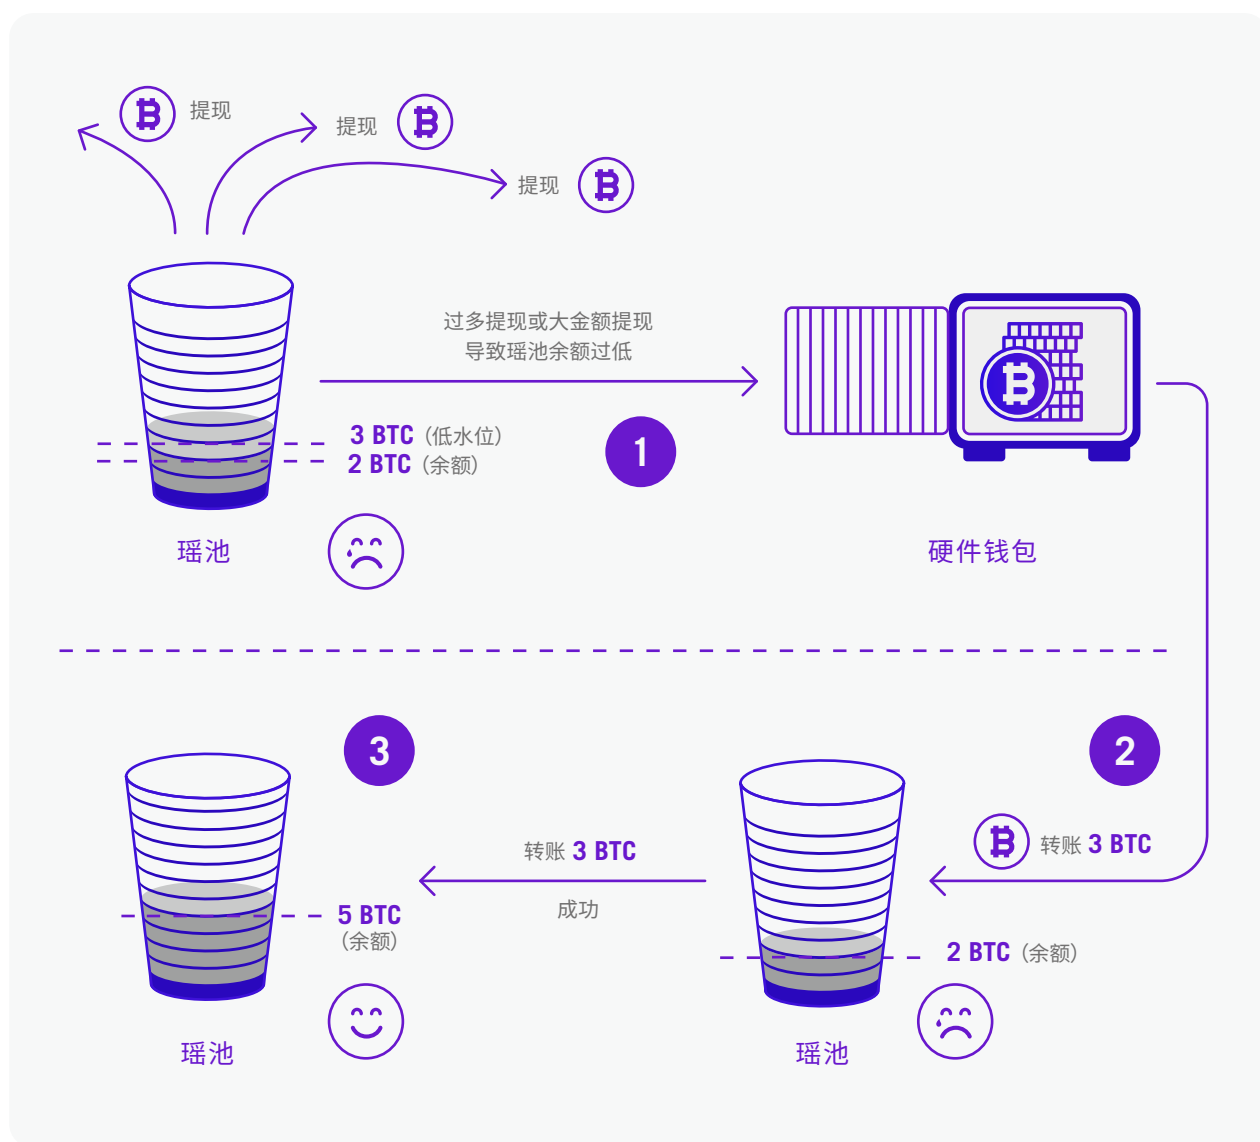 提现
提现
提现
过多提现或大金额提现
导致瑶池余额过低
3 BTC（低水位）
2 BTC（余额）
1
瑶池
硬件钱包
3
2
转账 3 BTC
转账 3 BTC
成功
5 BTC
（余额）
2 BTC（余额）
瑶池
瑶池